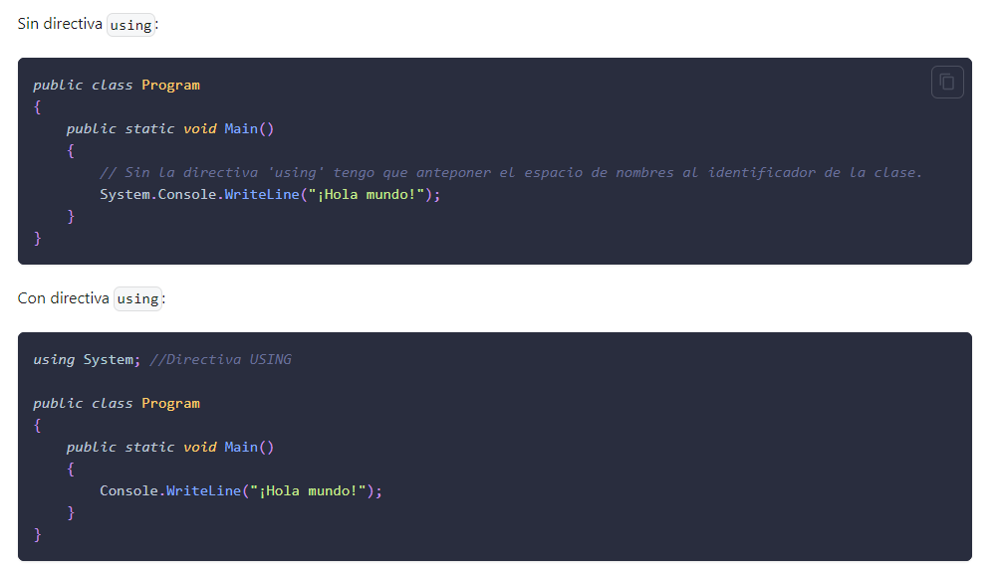 Sin directiva using:
public class Program
{
    public static void Main()
    {
        // Sin la directiva 'using' tengo que anteponer el espacio de nombres al identificador de la clase.
        System.Console.WriteLine("¡Hola mundo!");
    }
}
Con directiva using:
using System; //Directiva USING
public class Program
{
    public static void Main()
    {
        Console.WriteLine("¡Hola mundo!");
    }
}